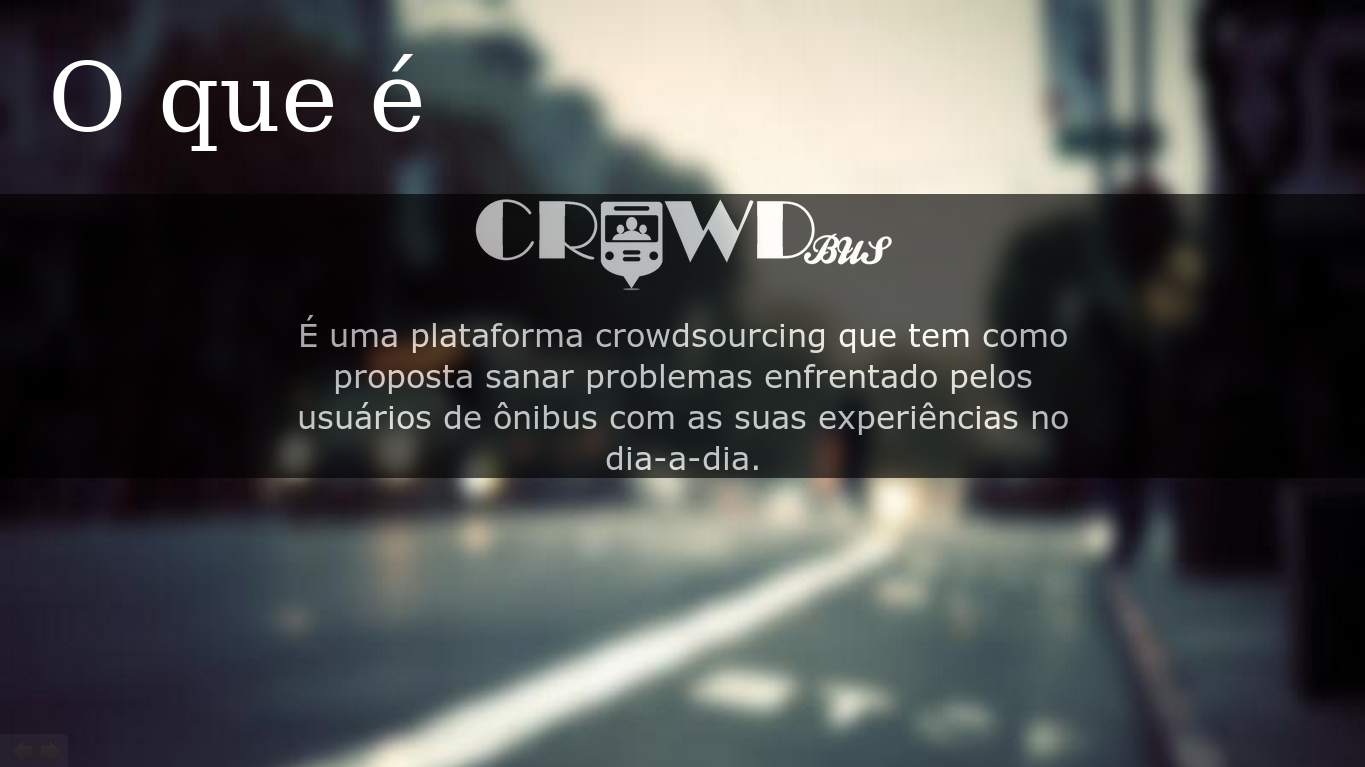 O que é
CROWD BUS
É uma plataforma crowdsourcing que tem como
proposta sanar problemas enfrentado pelos
usuários de ônibus com as suas experiências no
dia-a-dia.